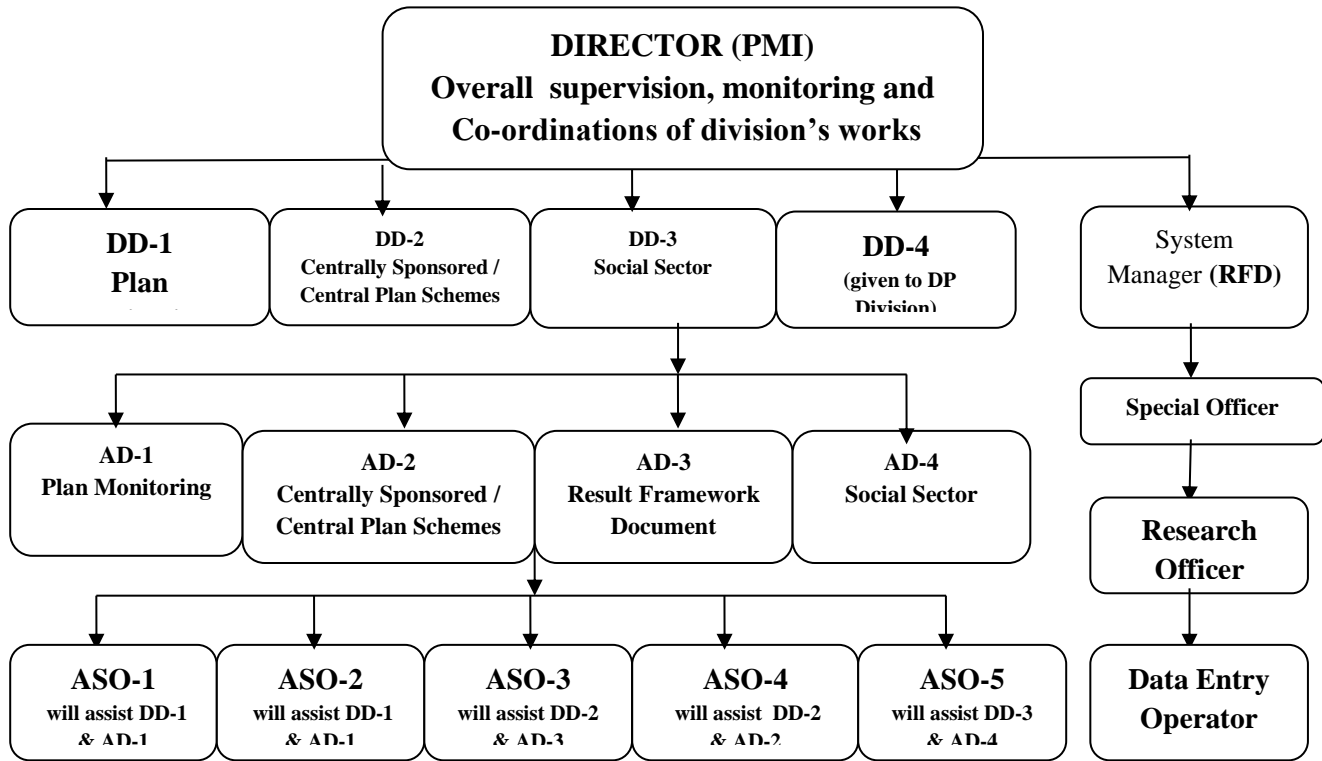 DIRECTOR (PMI)
Overall supervision, monitoring and
Co-ordinations of division's works
DD-1
Plan
DD-2
Centrally Sponsored /
Central Plan Schemes
DD-3
Social Sector
DD-4
(given to DP
Division)
System
Manager (RFD)
Special Officer
AD-1
Plan Monitoring
AD-2
Centrally Sponsored /
Central Plan Schemes
AD-3
Result Framework
Document
AD-4
Social Sector
Research
Officer
ASO-1
will assist DD-1
& AD-1
ASO-2
will assist DD-1
& AD-1
ASO-3
will assist DD-2
& AD-3
ASO-4
will assist DD-2
& AD-2
ASO-5
will assist DD-3
& AD-4
Data Entry
Operator